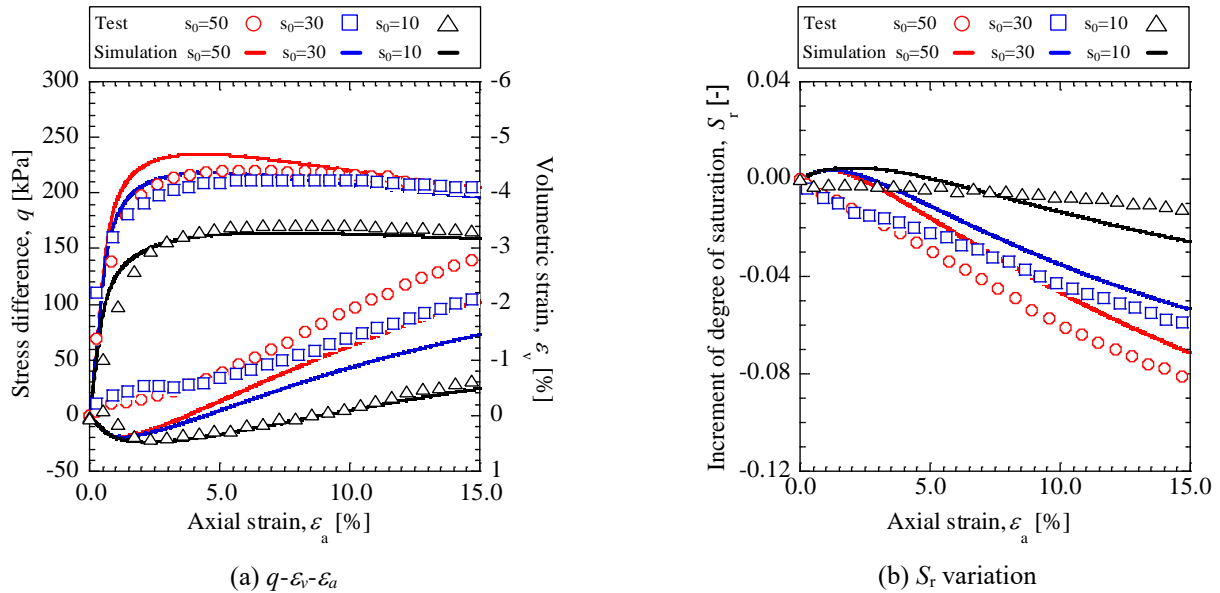 Test s₀=50 s₀=30 s₀=10
Simulation s₀=50 s₀=30 s₀=10
300
250
200
150
100
50
0
-50
Stress difference, q [kPa]
-6
-5
-4
-3
-2
-1
0
1
Volumetric strain, εᵥ [%]
0.0 5.0 10.0 15.0
Axial strain, εₐ [%]
(a) q-εᵥ-εₐ
Test s₀=50 s₀=30 s₀=10
Simulation s₀=50 s₀=30 s₀=10
0.04
0.00
-0.04
-0.08
-0.12
Increment of degree of saturation, Sᵣ [-]
0.0 5.0 10.0 15.0
Axial strain, εₐ [%]
(b) Sᵣ variation